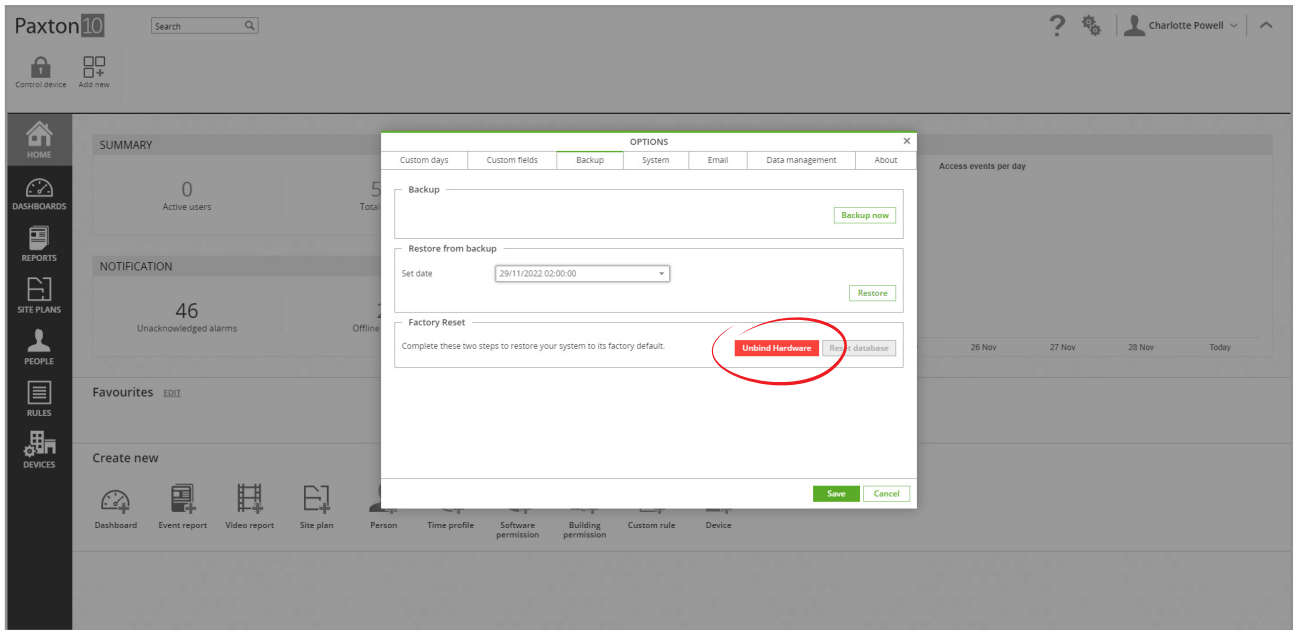 Paxton10
Search
?
Charlotte Powell
Control device
Add new
HOME
DASHBOARDS
REPORTS
SITE PLANS
PEOPLE
RULES
DEVICES
SUMMARY
0
Active users
5
Total
NOTIFICATION
46
Unacknowledged alarms
Offline
Access events per day
26 Nov 27 Nov 28 Nov Today
OPTIONS
Custom days Custom fields Backup System Email Data management About
Backup
Backup now
Restore from backup
Set date 29/11/2022 02:00:00
Restore
Factory Reset
Complete these two steps to restore your system to its factory default.
Unbind Hardware Reset database
Save Cancel
Favourites EDIT
Create new
Dashboard Event report Video report Site plan Person Time profile Software permission Building permission Custom rule Device